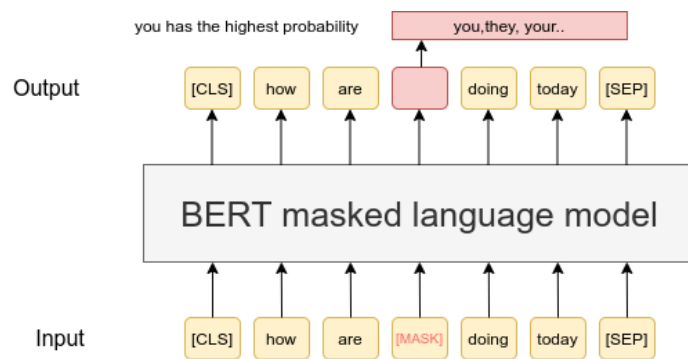 you has the highest probability you,they, your..
Output [CLS] how are doing today [SEP]
BERT masked language model
Input [CLS] how are [MASK] doing today [SEP]